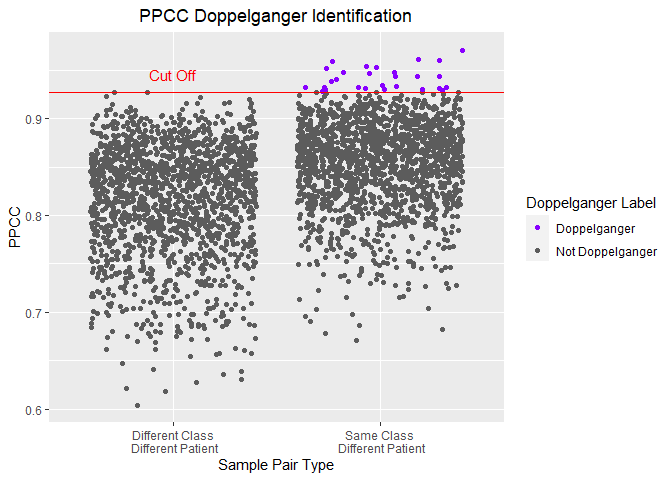 PPCC Doppelganger Identification
Cut Off
0.9
0.8
0.7
0.6
PPCC
Different Class
Different Patient
Same Class
Different Patient
Sample Pair Type
Doppelganger Label
Doppelganger
Not Doppelganger